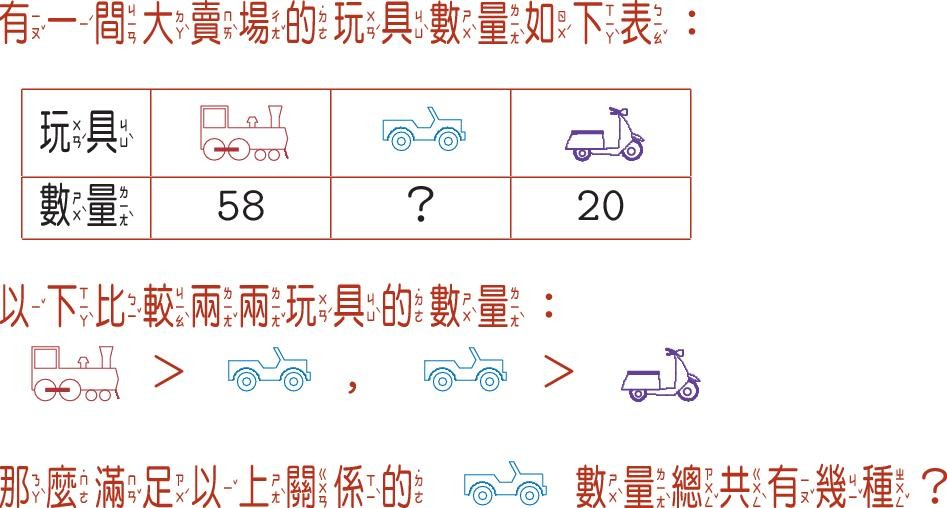 有一間大賣場的玩具數量如下表：
玩具
數量 58 ? 20
以下比較兩兩玩具的數量：
> , >
那麼滿足以上關係的 數量總共有幾種？